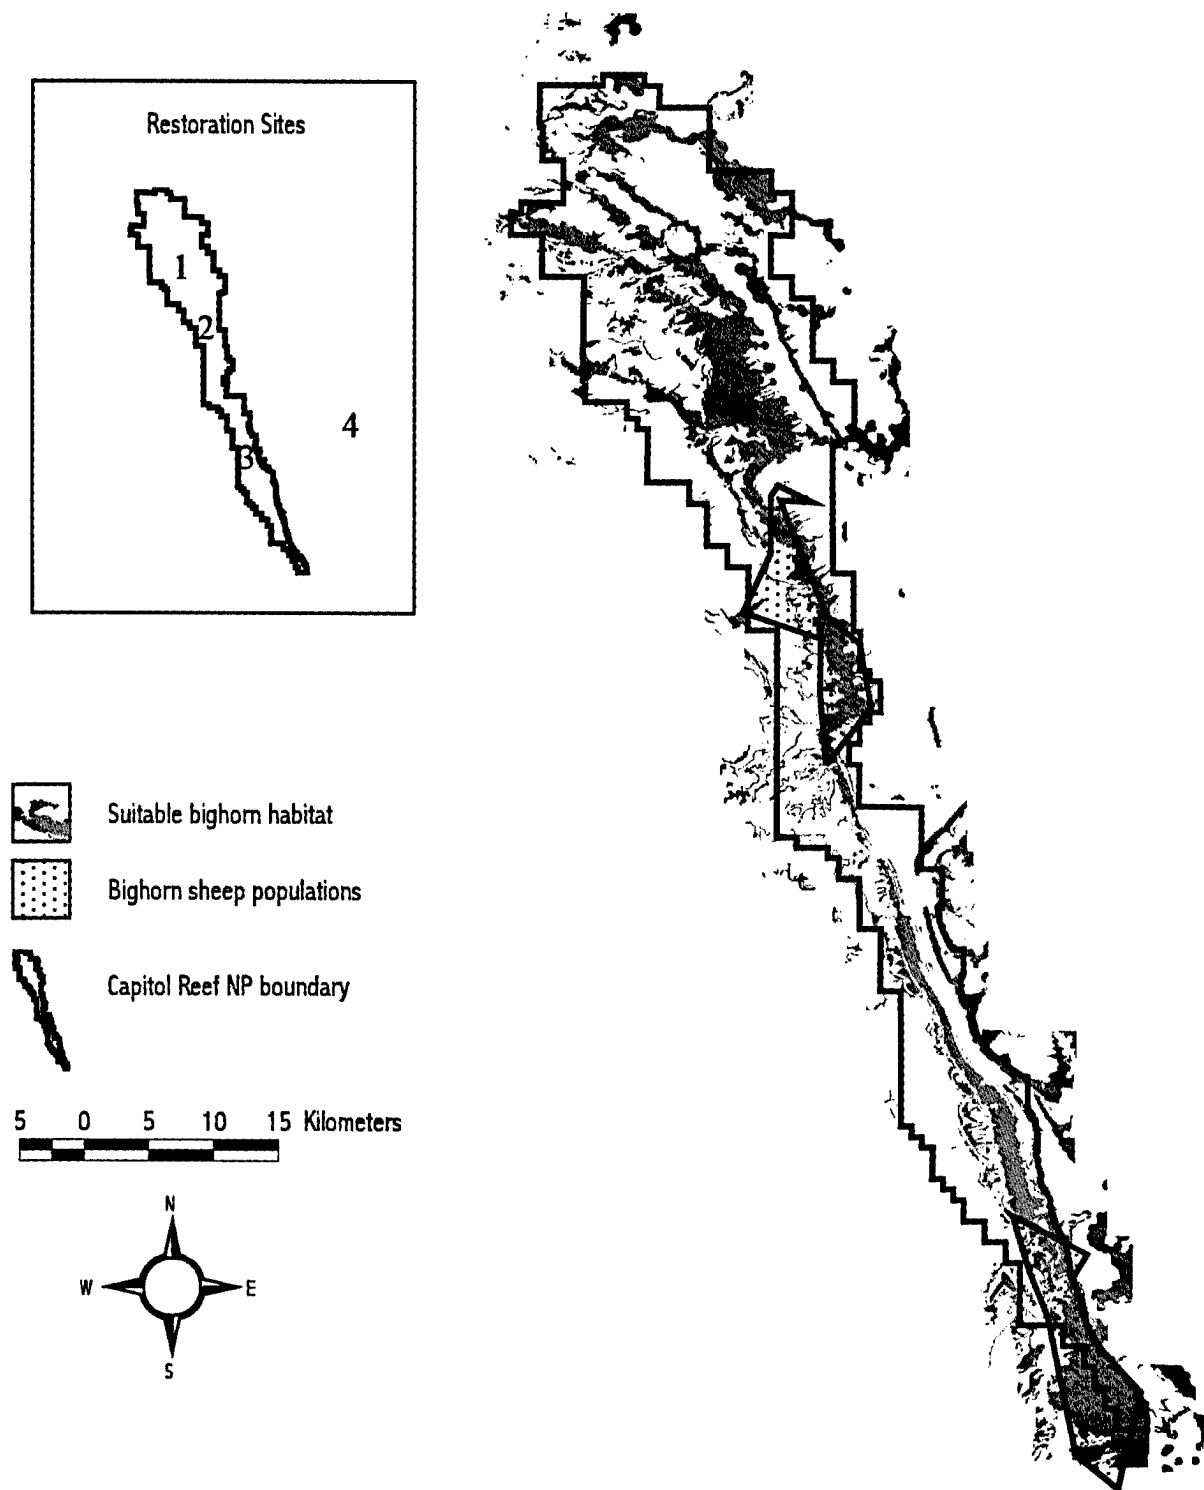 Restoration Sites
1
2
3
4
Suitable bighorn habitat
Bighorn sheep populations
Capitol Reef NP boundary
5 0 5 10 15 Kilometers
N
W E
S